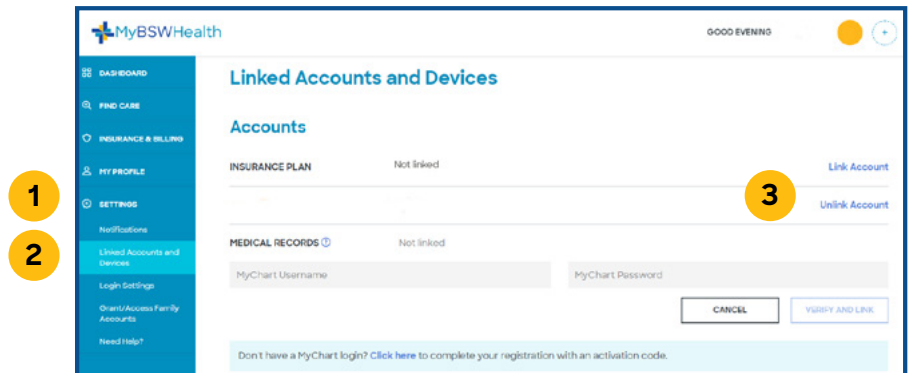 MyBSWHealth
GOOD EVENING
+
DASHBOARD
FIND CARE
INSURANCE & BILLING
MY PROFILE
1
SETTINGS
Notifications
2
Linked Accounts and
Devices
Login Settings
Grant/Access Family
Accounts
Need Help?
Linked Accounts and Devices
Accounts
INSURANCE PLAN Not linked Link Account
3
Unlink Account
MEDICAL RECORDS ? Not linked
MyChart Username MyChart Password
CANCEL VERIFY AND LINK
Don't have a MyChart login? Click here to complete your registration with an activation code.